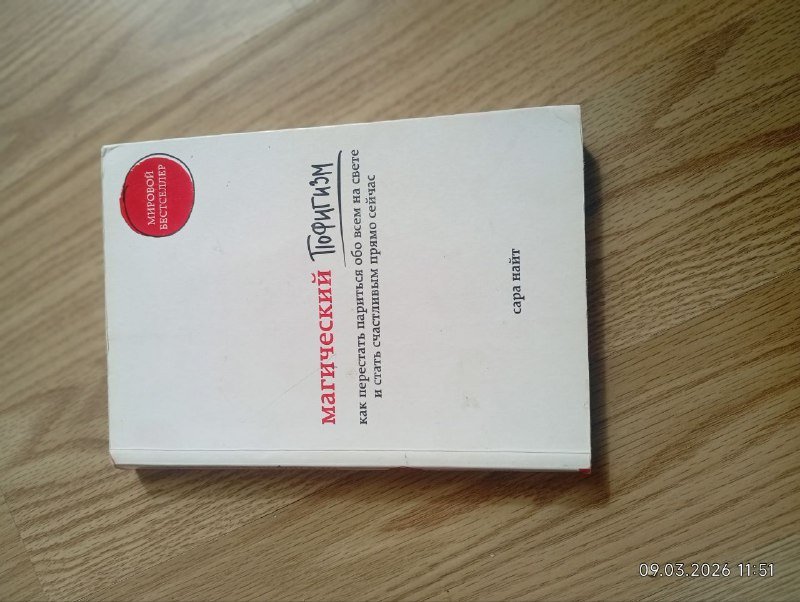 МИРОВОЙ
БЕСТСЕЛЛЕР
магический ПОФИГИЗМ
как перестать париться обо всем на свете
и стать счастливым прямо сейчас
сара найт
09.03.2026 11:51